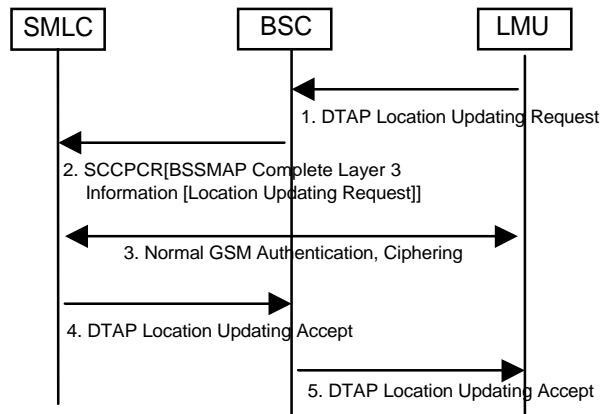 SMLC BSC LMU
1. DTAP Location Updating Request
2. SCCPCR[BSSMAP Complete Layer 3
Information [Location Updating Request]]
3. Normal GSM Authentication, Ciphering
4. DTAP Location Updating Accept
5. DTAP Location Updating Accept